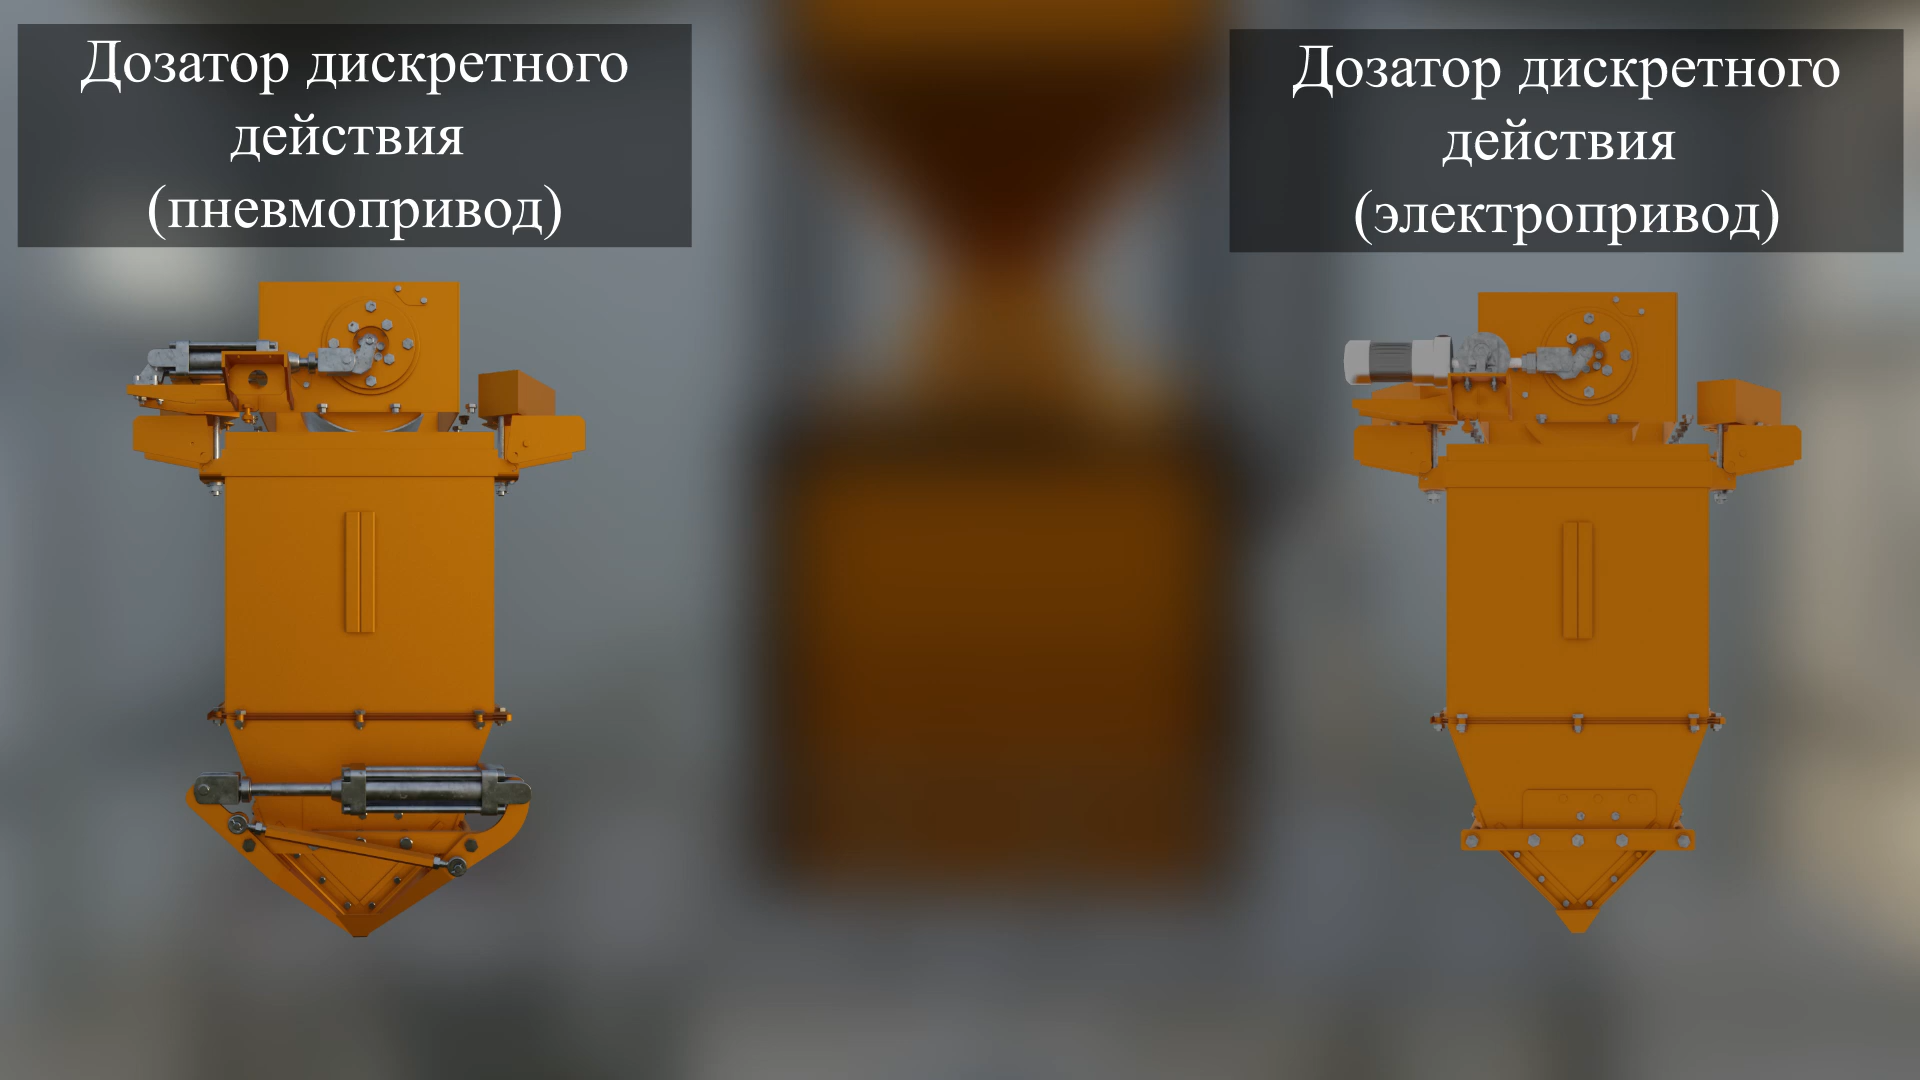 Дозатор дискретного
действия
(пневмопривод)
Дозатор дискретного
действия
(электропривод)